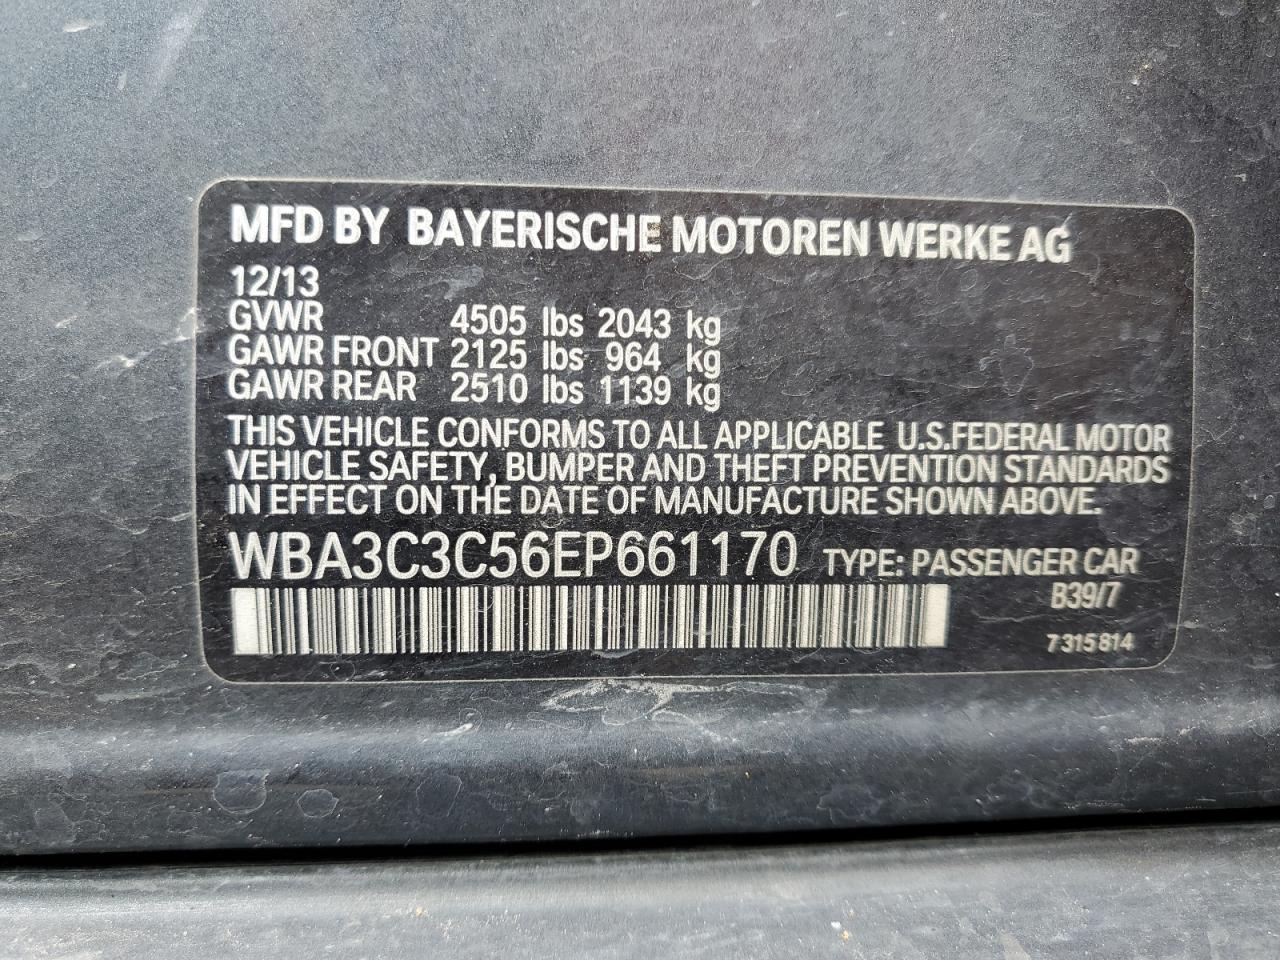 MFD BY BAYERISCHE MOTOREN WERKE AG
12/13
GVWR 4505 lbs 2043 kg
GAWR FRONT 2125 lbs 964 kg
GAWR REAR 2510 lbs 1139 kg
THIS VEHICLE CONFORMS TO ALL APPLICABLE U.S.FEDERAL MOTOR
VEHICLE SAFETY, BUMPER AND THEFT PREVENTION STANDARDS
IN EFFECT ON THE DATE OF MANUFACTURE SHOWN ABOVE.
WBA3C3C56EP661170 TYPE: PASSENGER CAR
B39/7
7 315 814